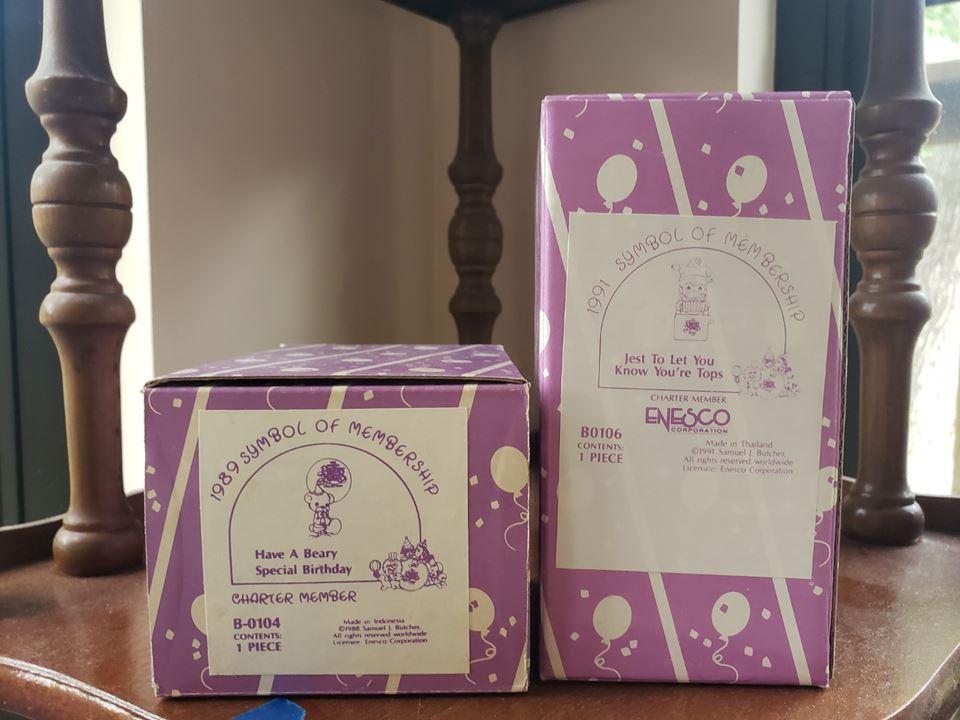 1989 SYMBOL OF MEMBERSHIP
Have A Beary
Special Birthday
CHARTER MEMBER
B-0104
CONTENTS:
1 PIECE
Made in Indonesia
©1988 Samuel J. Butcher,
All rights reserved worldwide
Licensee: Enesco Corporation
1991 SYMBOL OF MEMBERSHIP
Jest To Let You
Know You're Tops
CHARTER MEMBER
ENESCO
CORPORATION
B0106
CONTENTS:
1 PIECE
Made in Thailand
©1991 Samuel J. Butcher,
All rights reserved worldwide
Licensee: Enesco Corporation